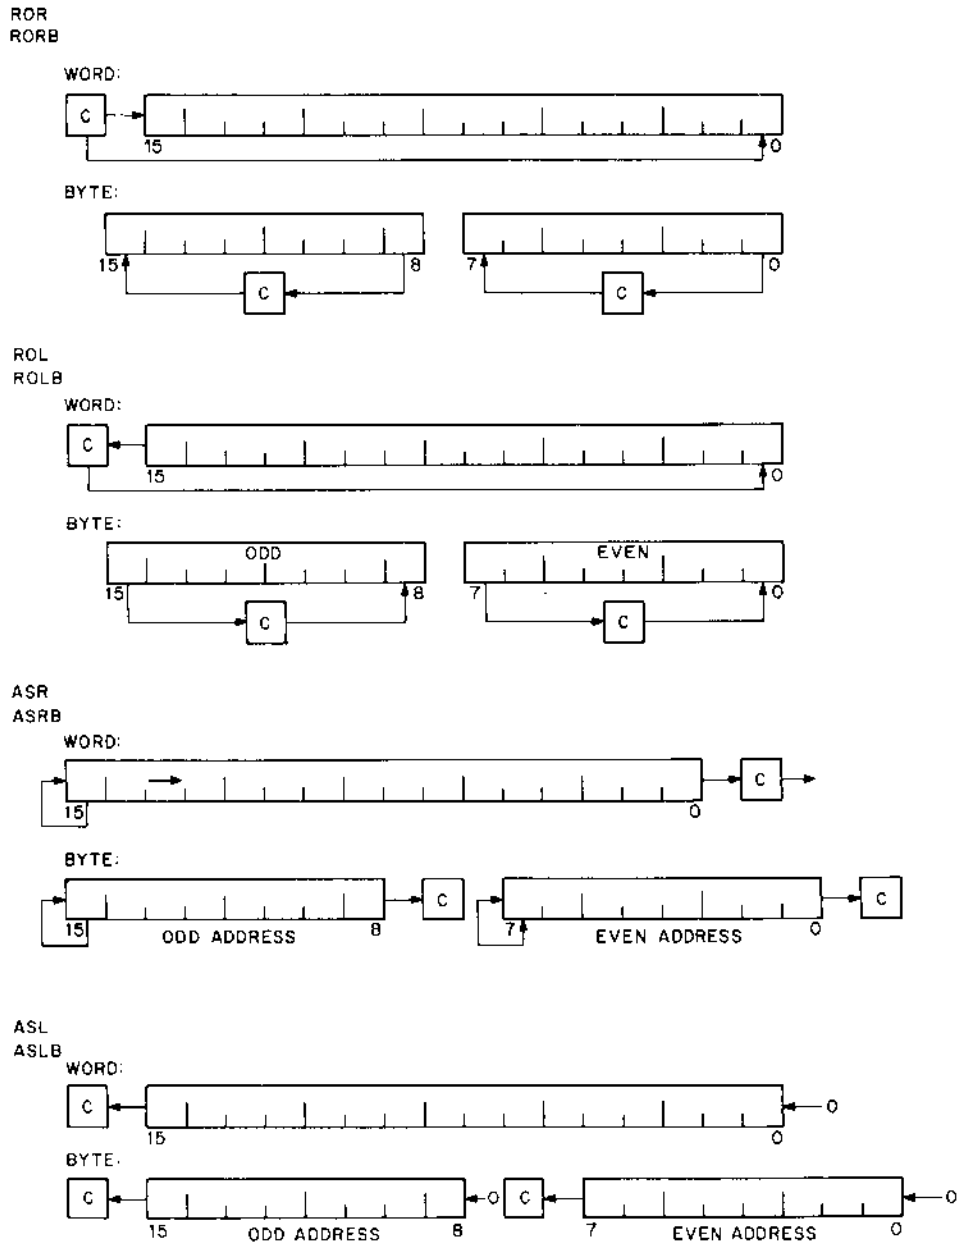 ROR
RORB
WORD:
C
15 0
BYTE:
15 8 7 0
C C
ROL
ROLB
WORD:
C
15 0
BYTE:
ODD EVEN
15 8 7 0
C C
ASR
ASRB
WORD:
C
15 0
BYTE:
C C
15 ODD ADDRESS 8 7 EVEN ADDRESS 0
ASL
ASLB
WORD:
C 0
15 0
BYTE:
C 0 C 0
15 ODD ADDRESS 8 7 EVEN ADDRESS 0